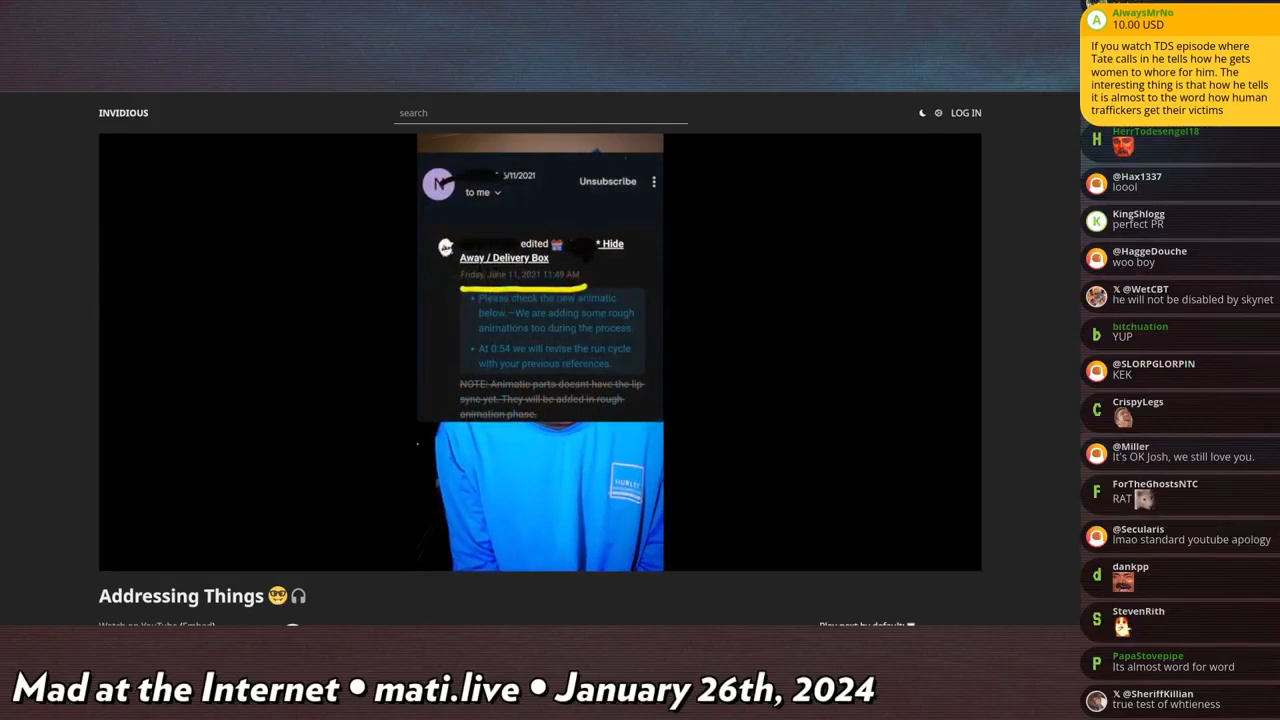 INVIDIOUS
search
LOG IN
N
5/11/2021
to me
Unsubscribe
edited
* Hide
Away / Delivery Box
Friday, June 11, 2021 11:49 AM
• Please check the new animatic
below.—We are adding some rough
animations too during the process.
• At 0:54 we will revise the run cycle
with your previous references.
NOTE: Animatic parts doesnt have the lip
sync yet. They will be added in rough
animation phase.
HURLEY
Addressing Things
Mad at the Internet • mati.live • January 26th, 2024
A
AlwaysMrNo
10.00 USD
If you watch TDS episode where
Tate calls in he tells how he gets
women to whore for him. The
interesting thing is that how he tells
it is almost to the word how human
traffickers get their victims
H
HerrTodesengel18
@Hax1337
loool
K
KingShlogg
perfect PR
@HaggeDouche
woo boy
𝕏 @WetCBT
he will not be disabled by skynet
b
bitchuation
YUP
@SLORPGLORPIN
KEK
C
CrispyLegs
@Miller
It's OK Josh, we still love you.
F
ForTheGhostsNTC
RAT
@Secularis
lmao standard youtube apology
d
dankpp
S
StevenRith
P
PapaStovepipe
Its almost word for word
𝕏 @SheriffKillian
true test of whtieness